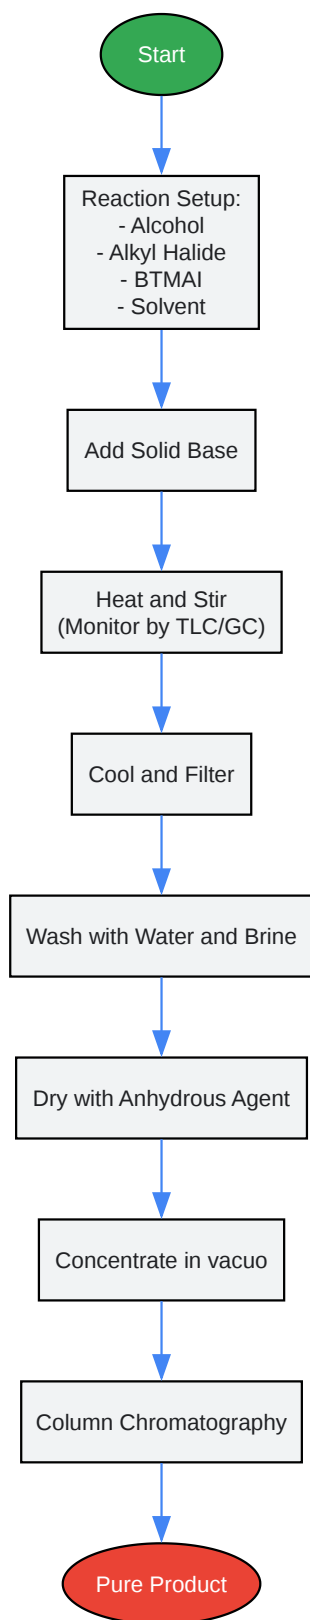 Start
Reaction Setup:
- Alcohol
- Alkyl Halide
- BTMAI
- Solvent
Add Solid Base
Heat and Stir
(Monitor by TLC/GC)
Cool and Filter
Wash with Water and Brine
Dry with Anhydrous Agent
Concentrate in vacuo
Column Chromatography
Pure Product